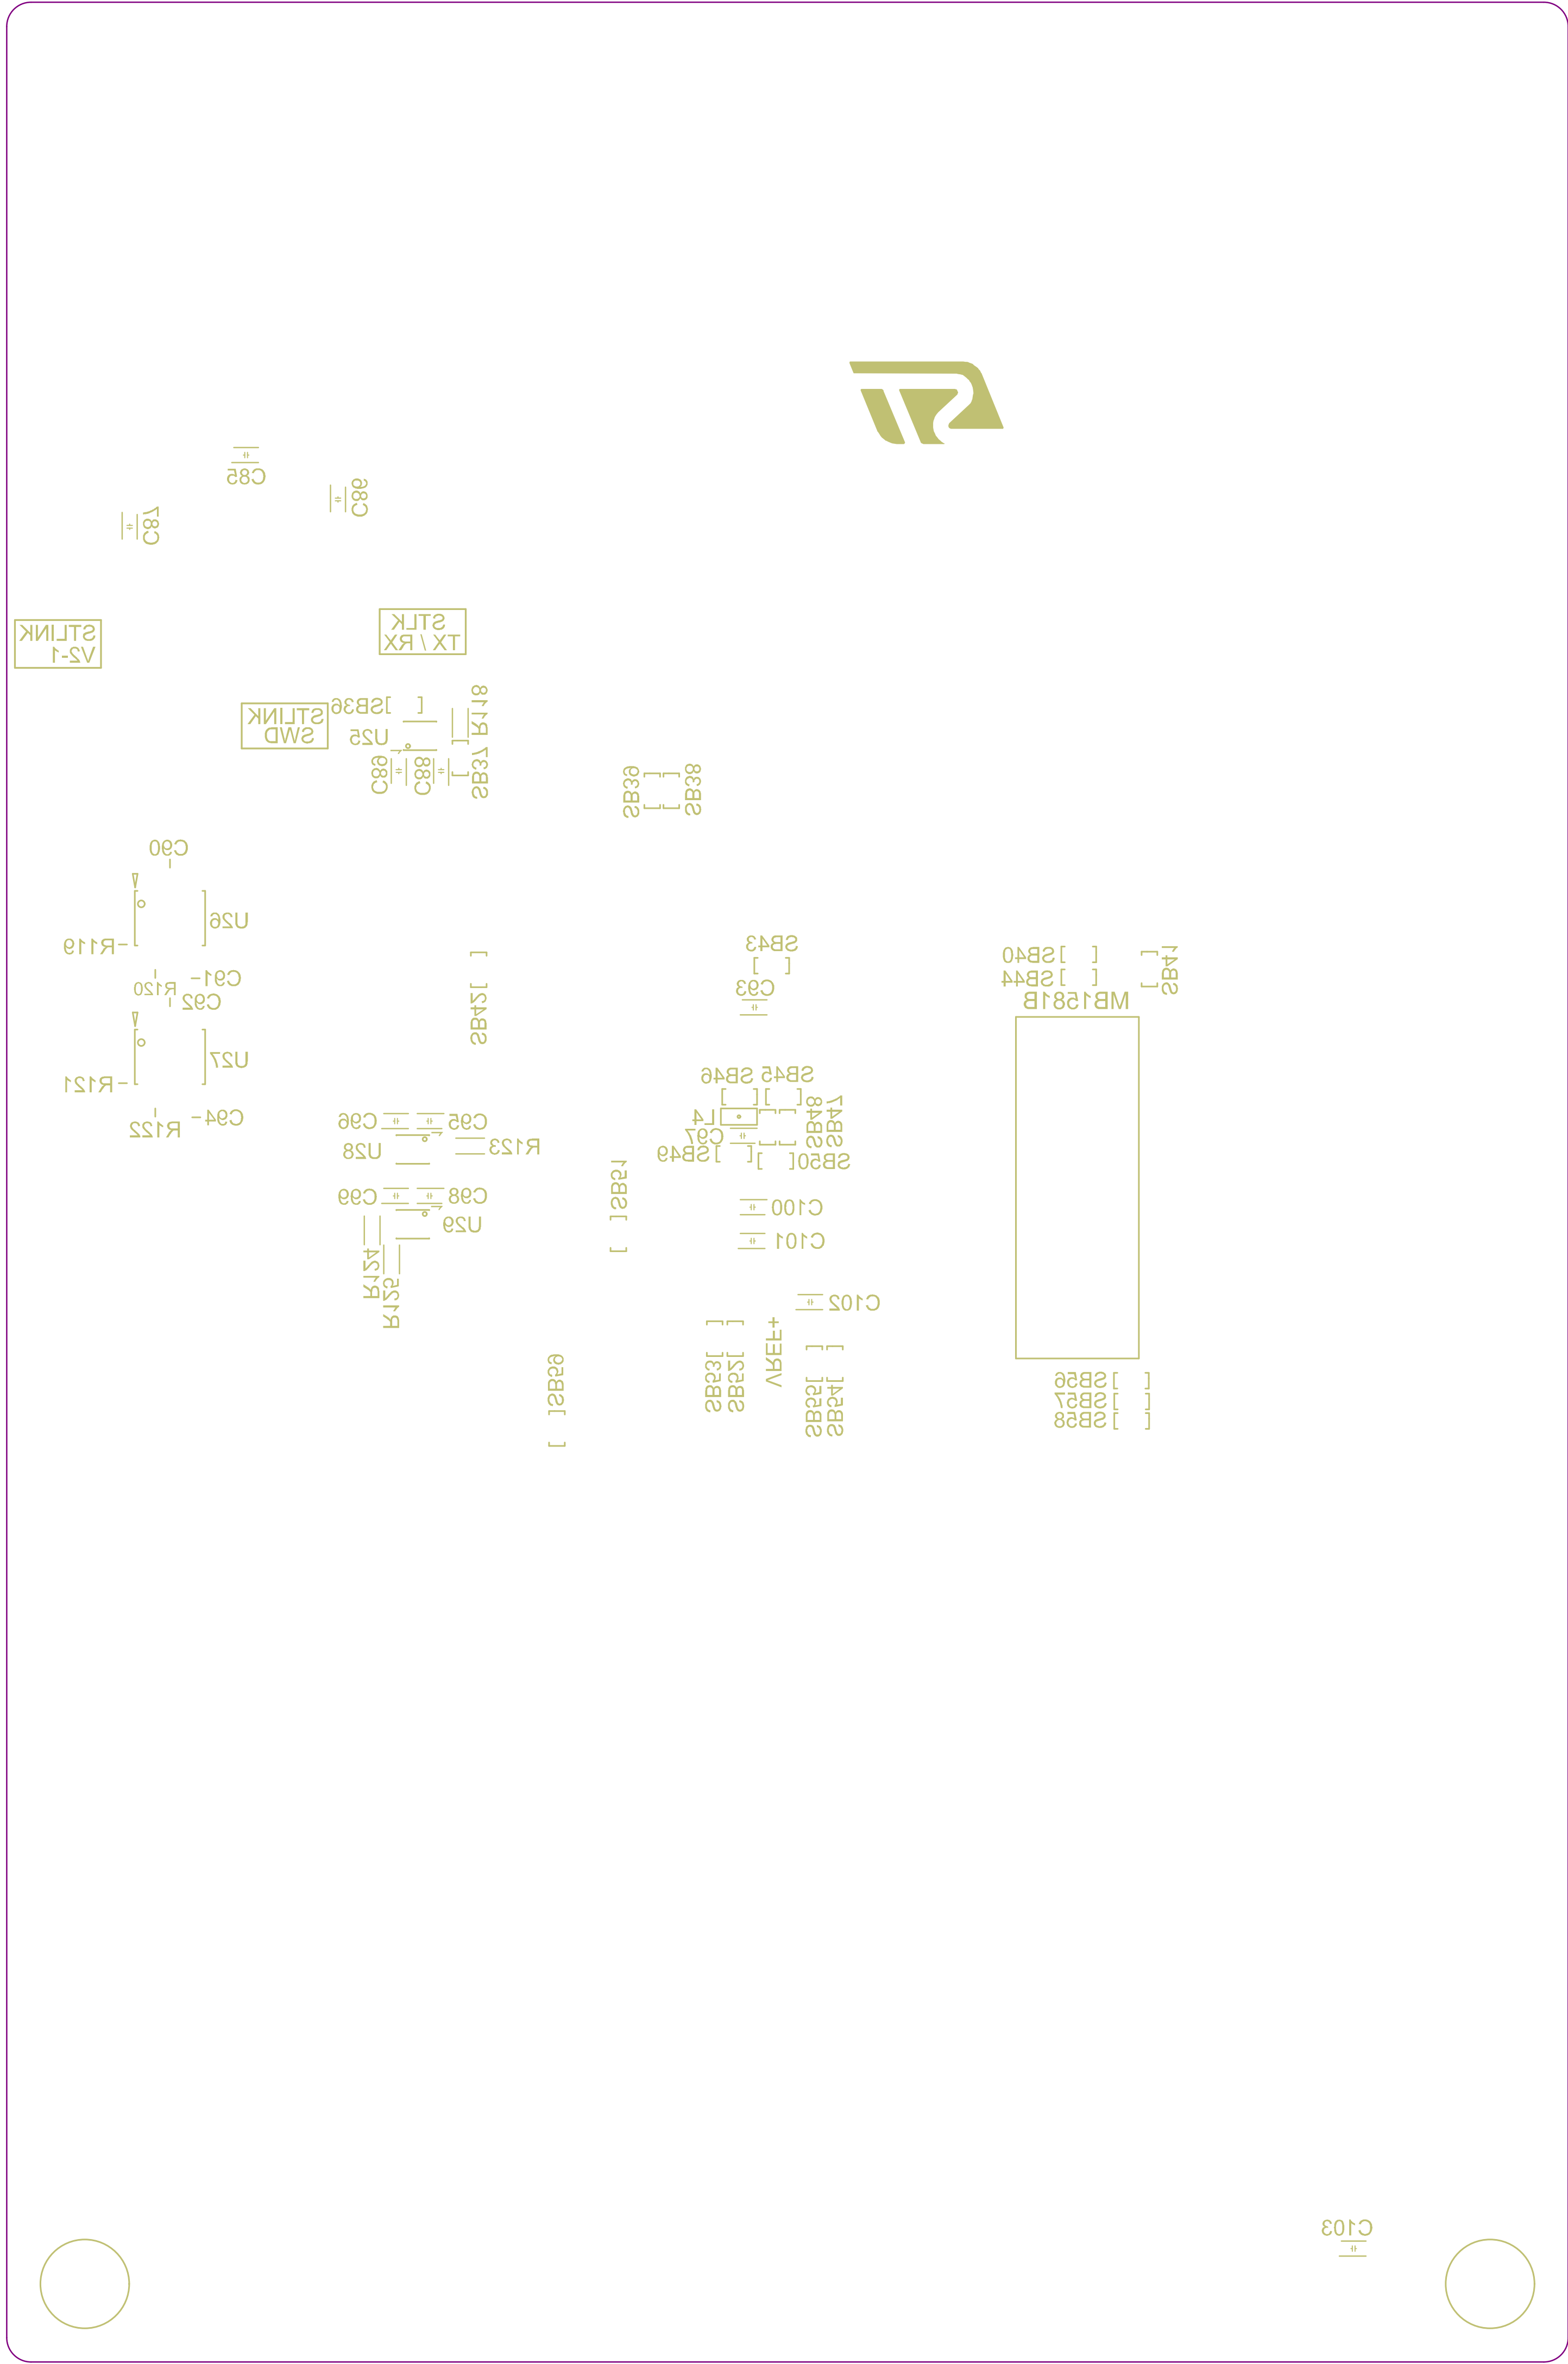 C85
C86
C87
STLINK
TX / RX
STLINK
V2-1
R118
SB36
STLINK
SWD
U25
SB37
C89
C88
SB39
SB38
C90
U26
R119
SB43
SB40
SB41
C91
SB44
R120
C93
C92
MB1581B
SB42
U27
SB46
SB45
R121
SB48
SB47
C94
C96
C95
L4
R122
C97
U28
R123
SB49
SB50
SB51
C99
C98
C100
U29
C101
R124
R125
C102
VREF+
SB59
SB53
SB52
SB56
SB55
SB54
SB57
SB58
C103